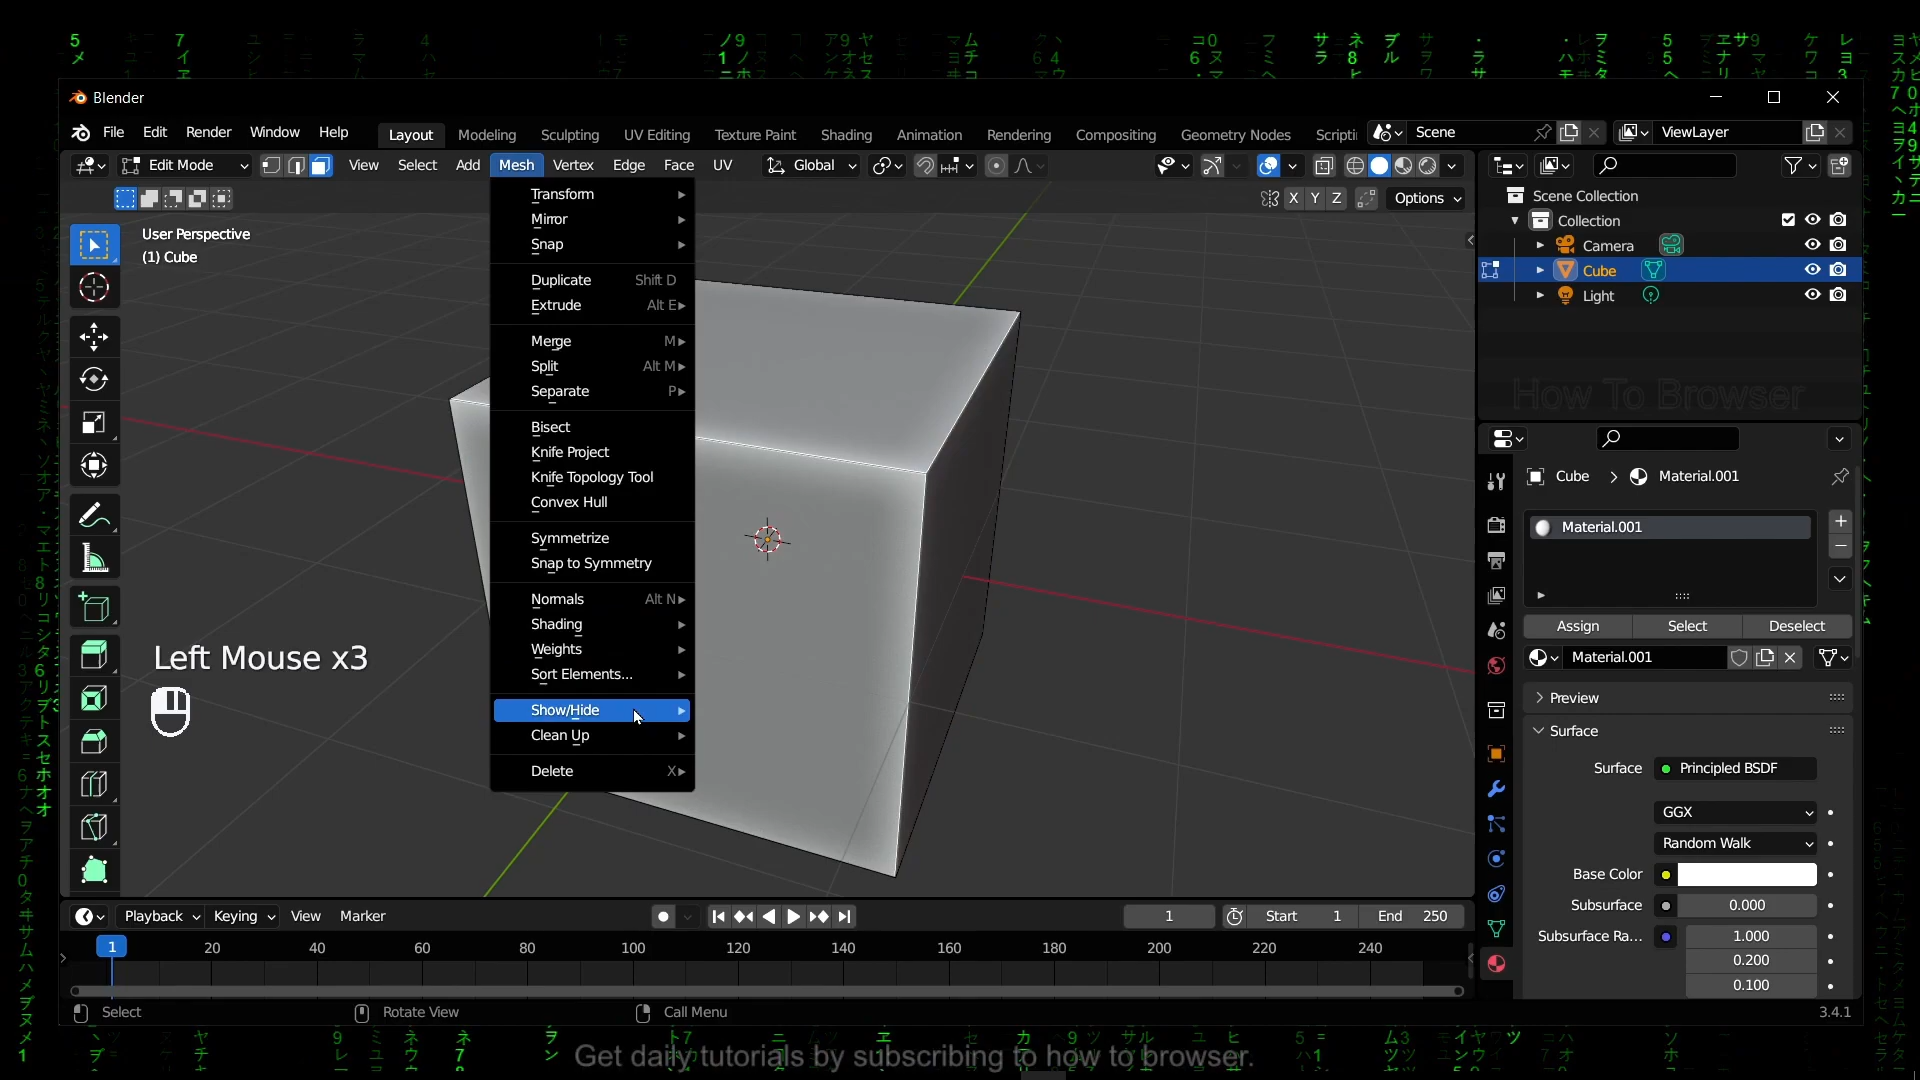 Blender
File Edit Render Window Help Layout Modeling Sculpting UV Editing Texture Paint Shading Animation Rendering Compositing Geometry Nodes Scripti Scene ViewLayer
Edit Mode View Select Add Mesh Vertex Edge Face UV Global
X Y Z Options
User Perspective
(1) Cube
Transform
Mirror
Snap
Duplicate Shift D
Extrude Alt E
Merge M
Split Alt M
Separate P
Bisect
Knife Project
Knife Topology Tool
Convex Hull
Symmetrize
Snap to Symmetry
Normals Alt N
Shading
Weights
Sort Elements...
Show/Hide
Clean Up
Delete X
Left Mouse x3
Scene Collection
Collection
Camera
Cube
Light
How To Browser
Cube Material.001
Material.001
Assign Select Deselect
Material.001
Preview
Surface
Surface Principled BSDF
GGX
Random Walk
Base Color
Subsurface 0.000
Subsurface Ra... 1.000
0.200
0.100
Playback Keying View Marker 1 Start 1 End 250
1 20 40 60 80 100 120 140 160 180 200 220 240
Select Rotate View Call Menu 3.4.1
Get daily tutorials by subscribing to how to browser.